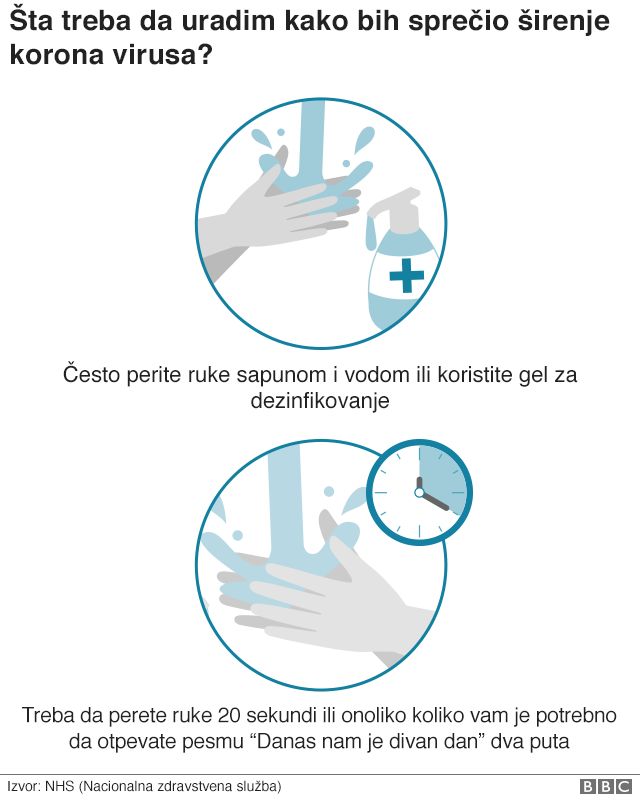 Šta treba da uradim kako bih sprečio širenje
korona virusa?
Često perite ruke sapunom i vodom ili koristite gel za
dezinfikovanje
Treba da perete ruke 20 sekundi ili onoliko koliko vam je potrebno
da otpevate pesmu “Danas nam je divan dan” dva puta
Izvor: NHS (Nacionalna zdravstvena služba)
BBC